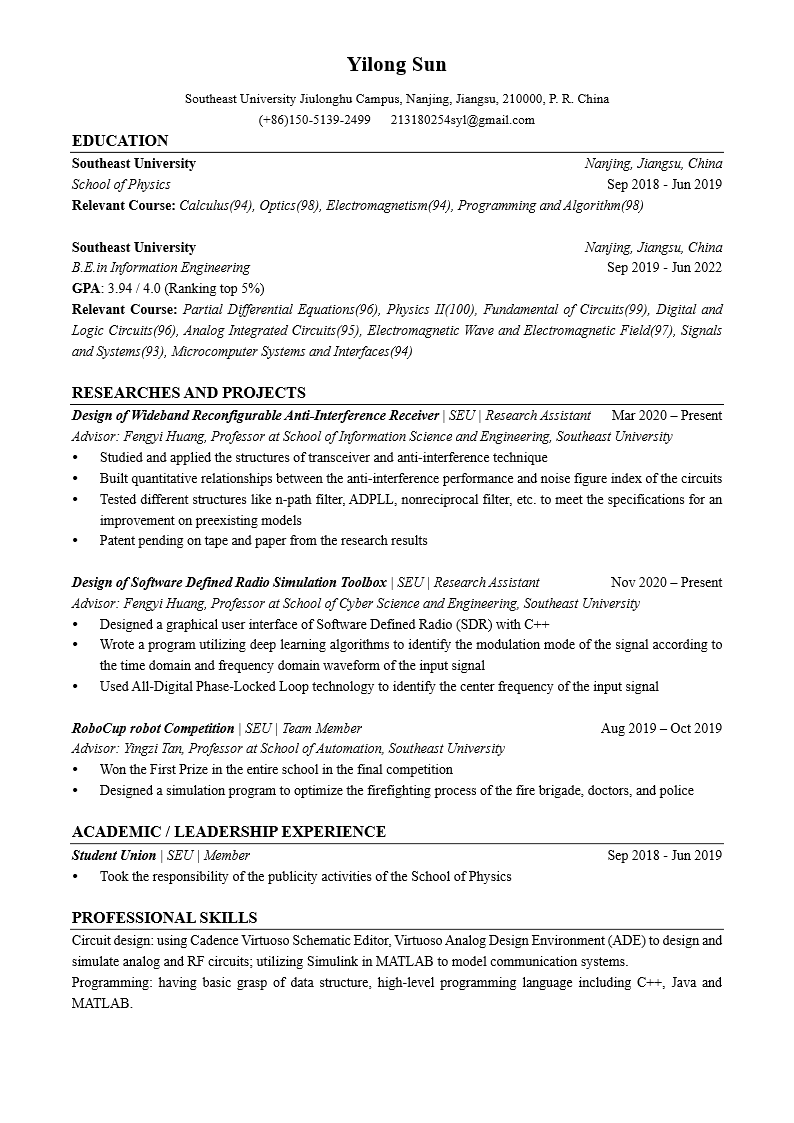 Yilong Sun
Southeast University Jiulonghu Campus, Nanjing, Jiangsu, 210000, P. R. China
(+86)150-5139-2499 213180254syl@gmail.com
EDUCATION
Southeast University Nanjing, Jiangsu, China
School of Physics Sep 2018 - Jun 2019
Relevant Course: Calculus(94), Optics(98), Electromagnetism(94), Programming and Algorithm(98)
Southeast University Nanjing, Jiangsu, China
B.E.in Information Engineering Sep 2019 - Jun 2022
GPA: 3.94 / 4.0 (Ranking top 5%)
Relevant Course: Partial Differential Equations(96), Physics II(100), Fundamental of Circuits(99), Digital and
Logic Circuits(96), Analog Integrated Circuits(95), Electromagnetic Wave and Electromagnetic Field(97), Signals
and Systems(93), Microcomputer Systems and Interfaces(94)
RESEARCHES AND PROJECTS
Design of Wideband Reconfigurable Anti-Interference Receiver | SEU | Research Assistant Mar 2020 – Present
Advisor: Fengyi Huang, Professor at School of Information Science and Engineering, Southeast University
• Studied and applied the structures of transceiver and anti-interference technique
• Built quantitative relationships between the anti-interference performance and noise figure index of the circuits
• Tested different structures like n-path filter, ADPLL, nonreciprocal filter, etc. to meet the specifications for an
improvement on preexisting models
• Patent pending on tape and paper from the research results
Design of Software Defined Radio Simulation Toolbox | SEU | Research Assistant Nov 2020 – Present
Advisor: Fengyi Huang, Professor at School of Cyber Science and Engineering, Southeast University
• Designed a graphical user interface of Software Defined Radio (SDR) with C++
• Wrote a program utilizing deep learning algorithms to identify the modulation mode of the signal according to
the time domain and frequency domain waveform of the input signal
• Used All-Digital Phase-Locked Loop technology to identify the center frequency of the input signal
RoboCup robot Competition | SEU | Team Member Aug 2019 – Oct 2019
Advisor: Yingzi Tan, Professor at School of Automation, Southeast University
• Won the First Prize in the entire school in the final competition
• Designed a simulation program to optimize the firefighting process of the fire brigade, doctors, and police
ACADEMIC / LEADERSHIP EXPERIENCE
Student Union | SEU | Member Sep 2018 - Jun 2019
• Took the responsibility of the publicity activities of the School of Physics
PROFESSIONAL SKILLS
Circuit design: using Cadence Virtuoso Schematic Editor, Virtuoso Analog Design Environment (ADE) to design and
simulate analog and RF circuits; utilizing Simulink in MATLAB to model communication systems.
Programming: having basic grasp of data structure, high-level programming language including C++, Java and
MATLAB.